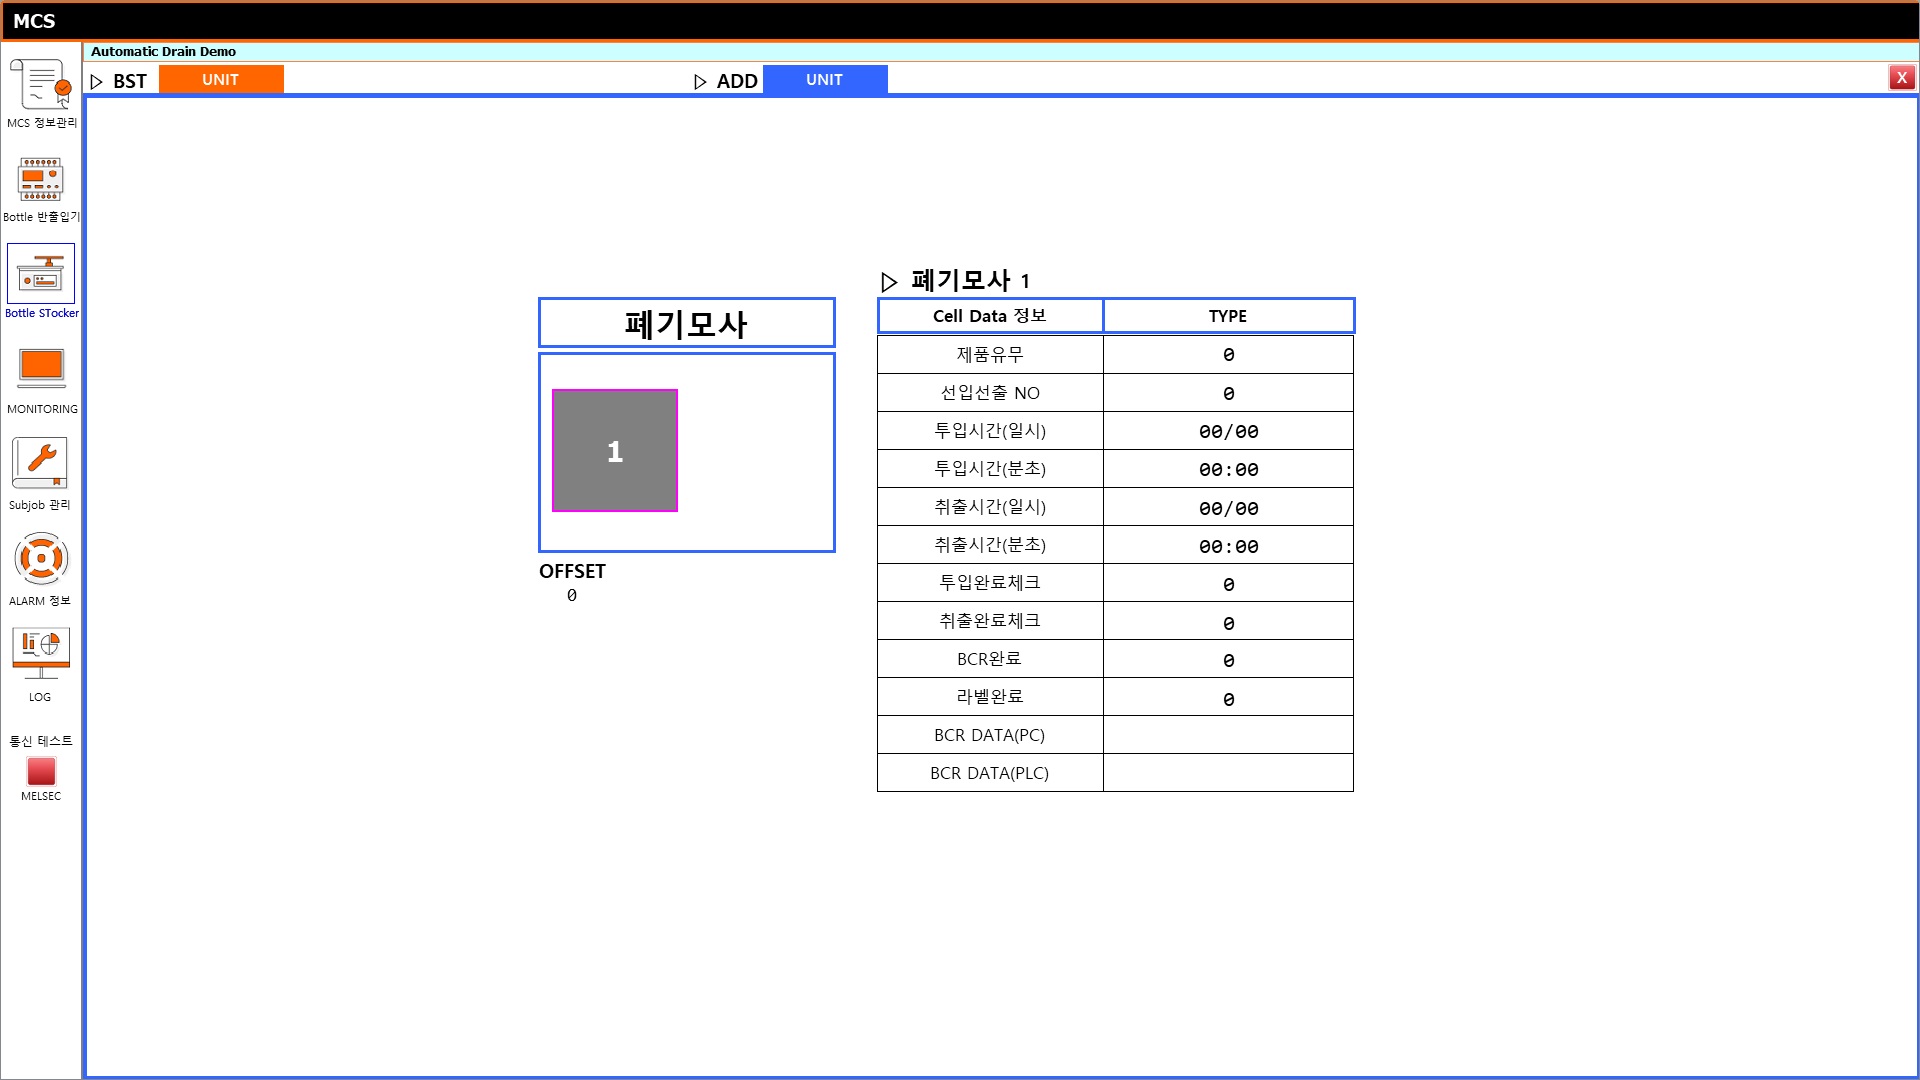 MCS
Automatic Drain Demo
BST UNIT ADD UNIT X
MCS 정보관리
Bottle 반출입기
Bottle STocker
MONITORING
Subjob 관리
ALARM 정보
LOG
통신 테스트
MELSEC
폐기모사
1
OFFSET
0
폐기모사 1
Cell Data 정보 TYPE
제품유무 0
선입선출 NO 0
투입시간(일시) 00/00
투입시간(분초) 00:00
취출시간(일시) 00/00
취출시간(분초) 00:00
투입완료체크 0
취출완료체크 0
BCR완료 0
라벨완료 0
BCR DATA(PC)
BCR DATA(PLC)